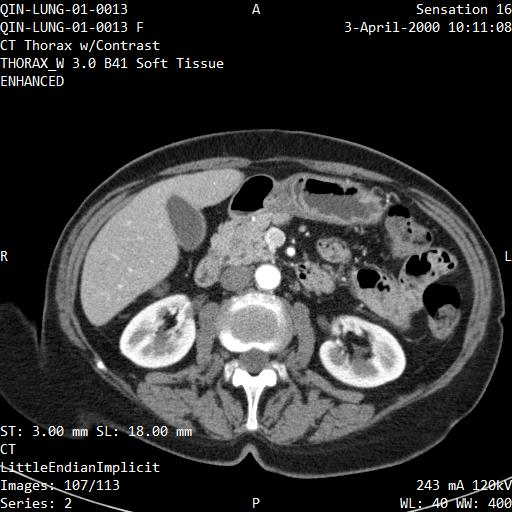 QIN-LUNG-01-0013
A
Sensation 16
QIN-LUNG-01-0013 F
3-April-2000 10:11:08
CT Thorax w/Contrast
THORAX_W 3.0 B41 Soft Tissue
ENHANCED
R
L
ST: 3.00 mm SL: 18.00 mm
CT
LittleEndianImplicit
Images: 107/113
243 mA 120kV
Series: 2
P
WL: 40 WW: 400